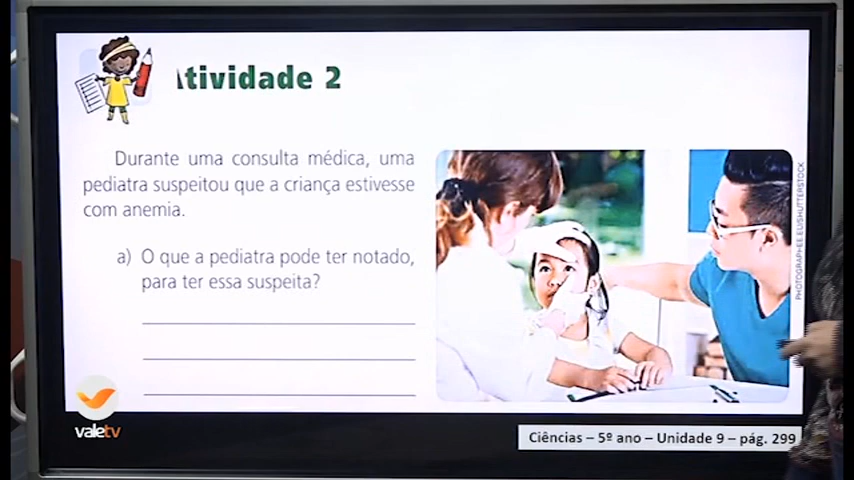 Atividade 2
Durante uma consulta médica, uma
pediatra suspeitou que a criança estivesse
com anemia.
a) O que a pediatra pode ter notado,
para ter essa suspeita?
PHOTOGRAPHEE.EU/SHUTTERSTOCK
valetv
Ciências – 5º ano – Unidade 9 – pág. 299